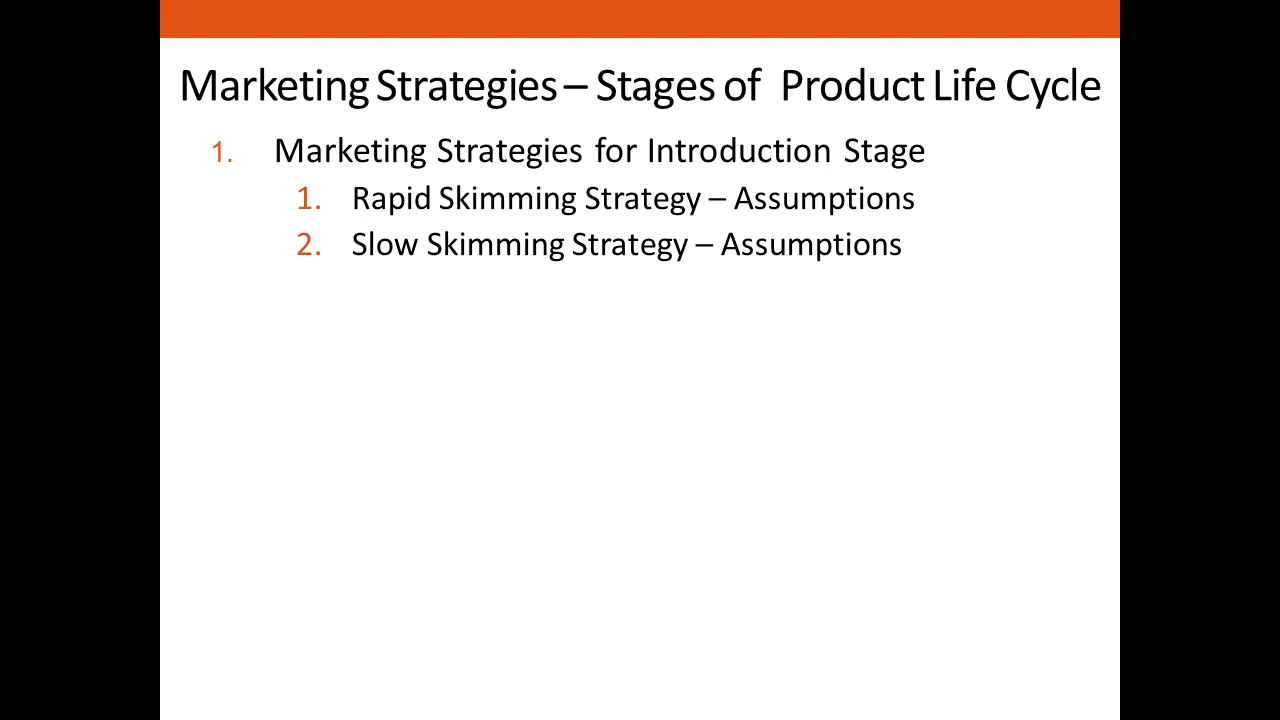 Marketing Strategies – Stages of Product Life Cycle
1. Marketing Strategies for Introduction Stage
1. Rapid Skimming Strategy – Assumptions
2. Slow Skimming Strategy – Assumptions